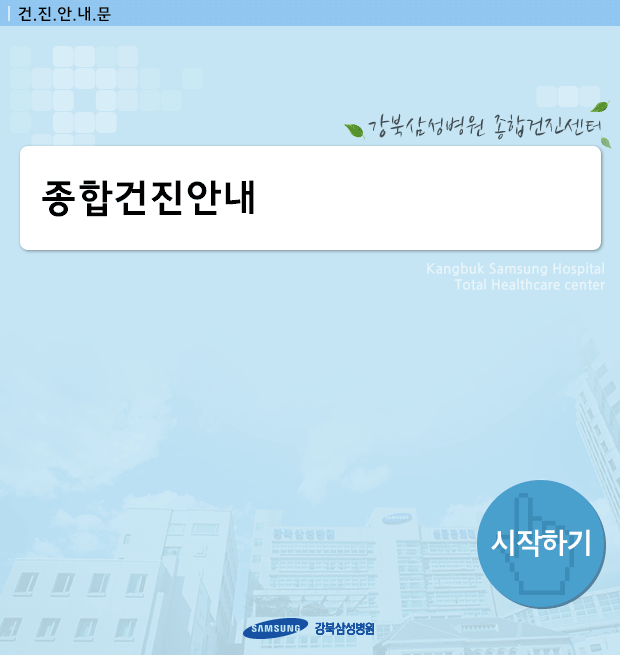 건.진.안.내.문
강북삼성병원 종합건진센터
종합건진안내
Kangbuk Samsung Hospital
Total Healthcare center
시작하기
SAMSUNG 강북삼성병원